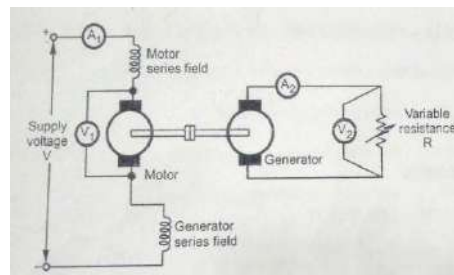 +
A1
Motor
series field
Supply
voltage
V
V1
Motor
Generator
series field
A2
Generator
V2
Variable
resistance
R
−